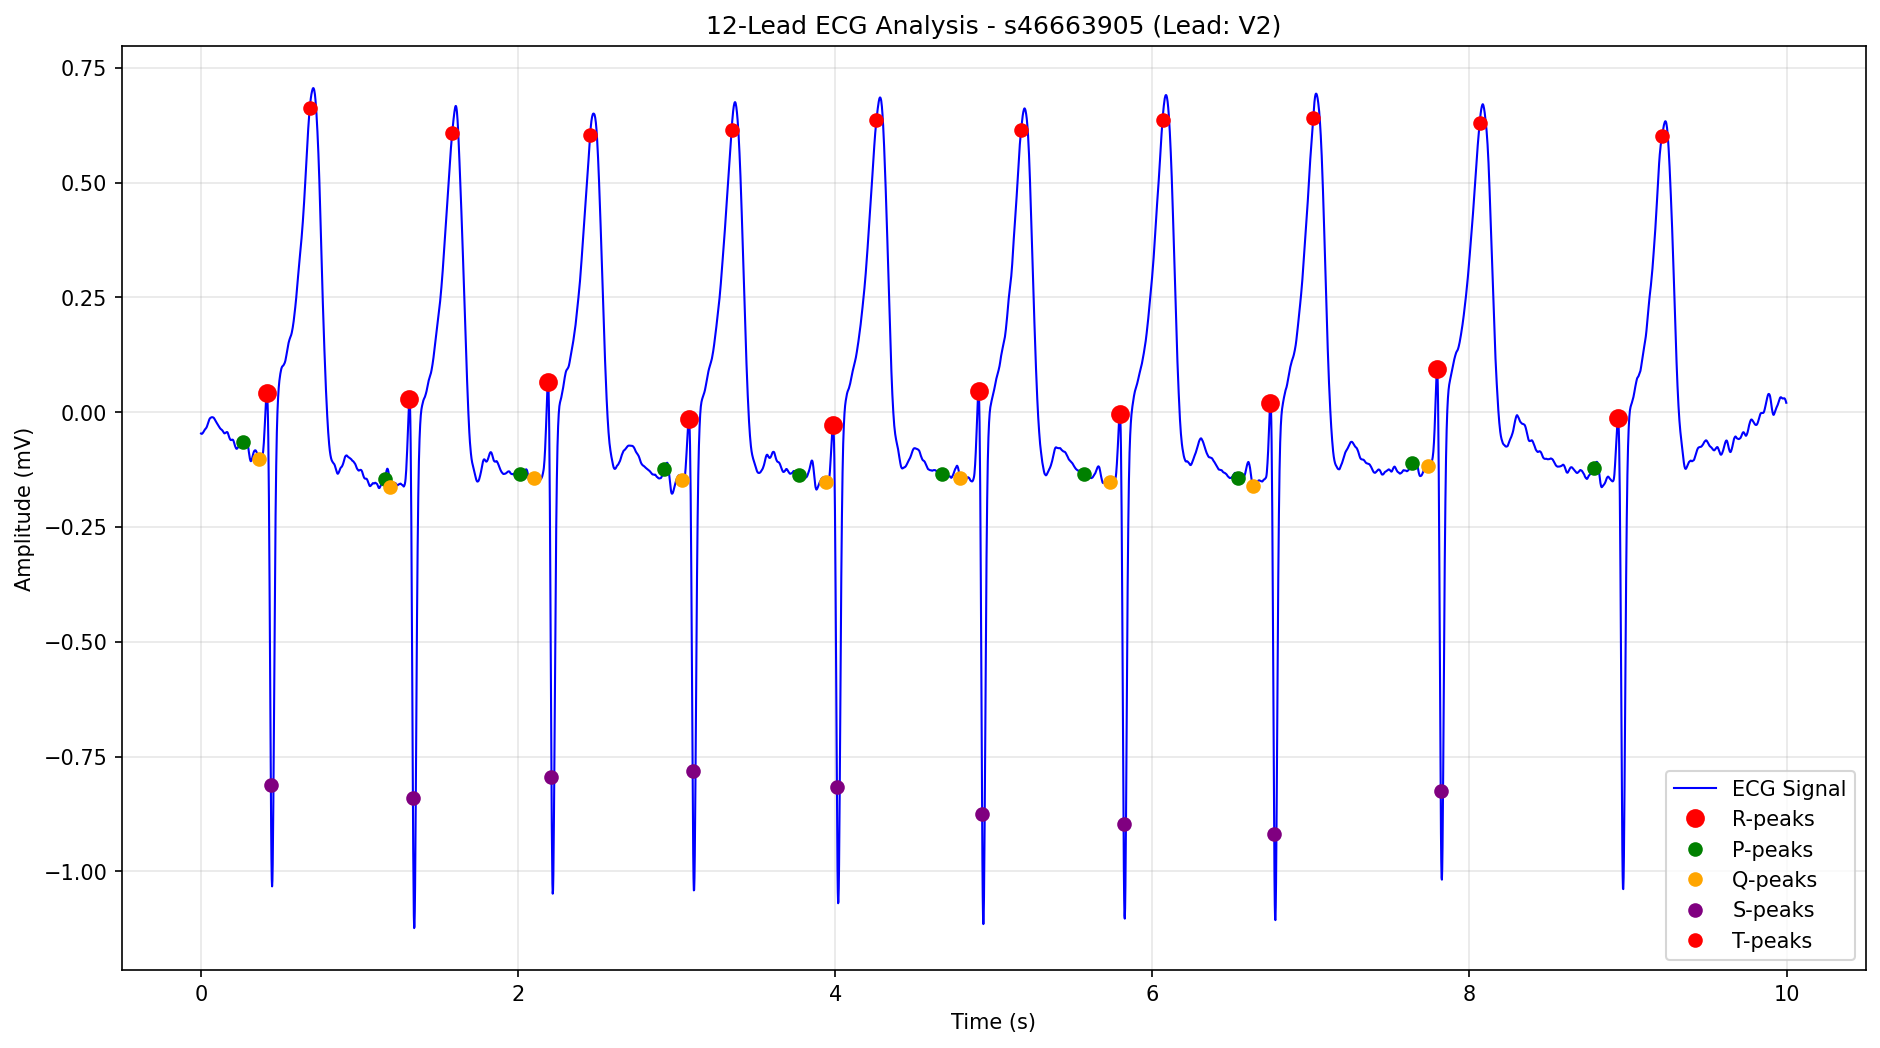 12-Lead ECG Analysis - s46663905 (Lead: V2)
Amplitude (mV)
0.75
0.50
0.25
0.00
−0.25
−0.50
−0.75
−1.00
0
2
4
6
8
10
Time (s)
ECG Signal
R-peaks
P-peaks
Q-peaks
S-peaks
T-peaks